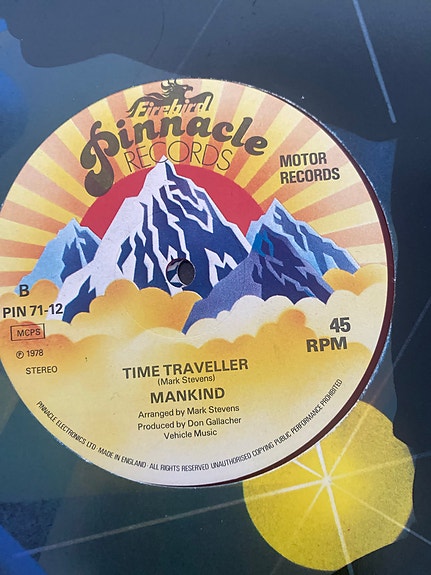 Firebird
Pinnacle
RECORDS
MOTOR
RECORDS
B
PIN 71-12
MCPS
℗ 1978
STEREO
45
RPM
TIME TRAVELLER
(Mark Stevens)
MANKIND
Arranged by Mark Stevens
Produced by Don Gallacher
Vehicle Music
PINNACLE ELECTRONICS LTD · MADE IN ENGLAND · ALL RIGHTS RESERVED UNAUTHORISED COPYING PUBLIC PERFORMANCE PROHIBITED